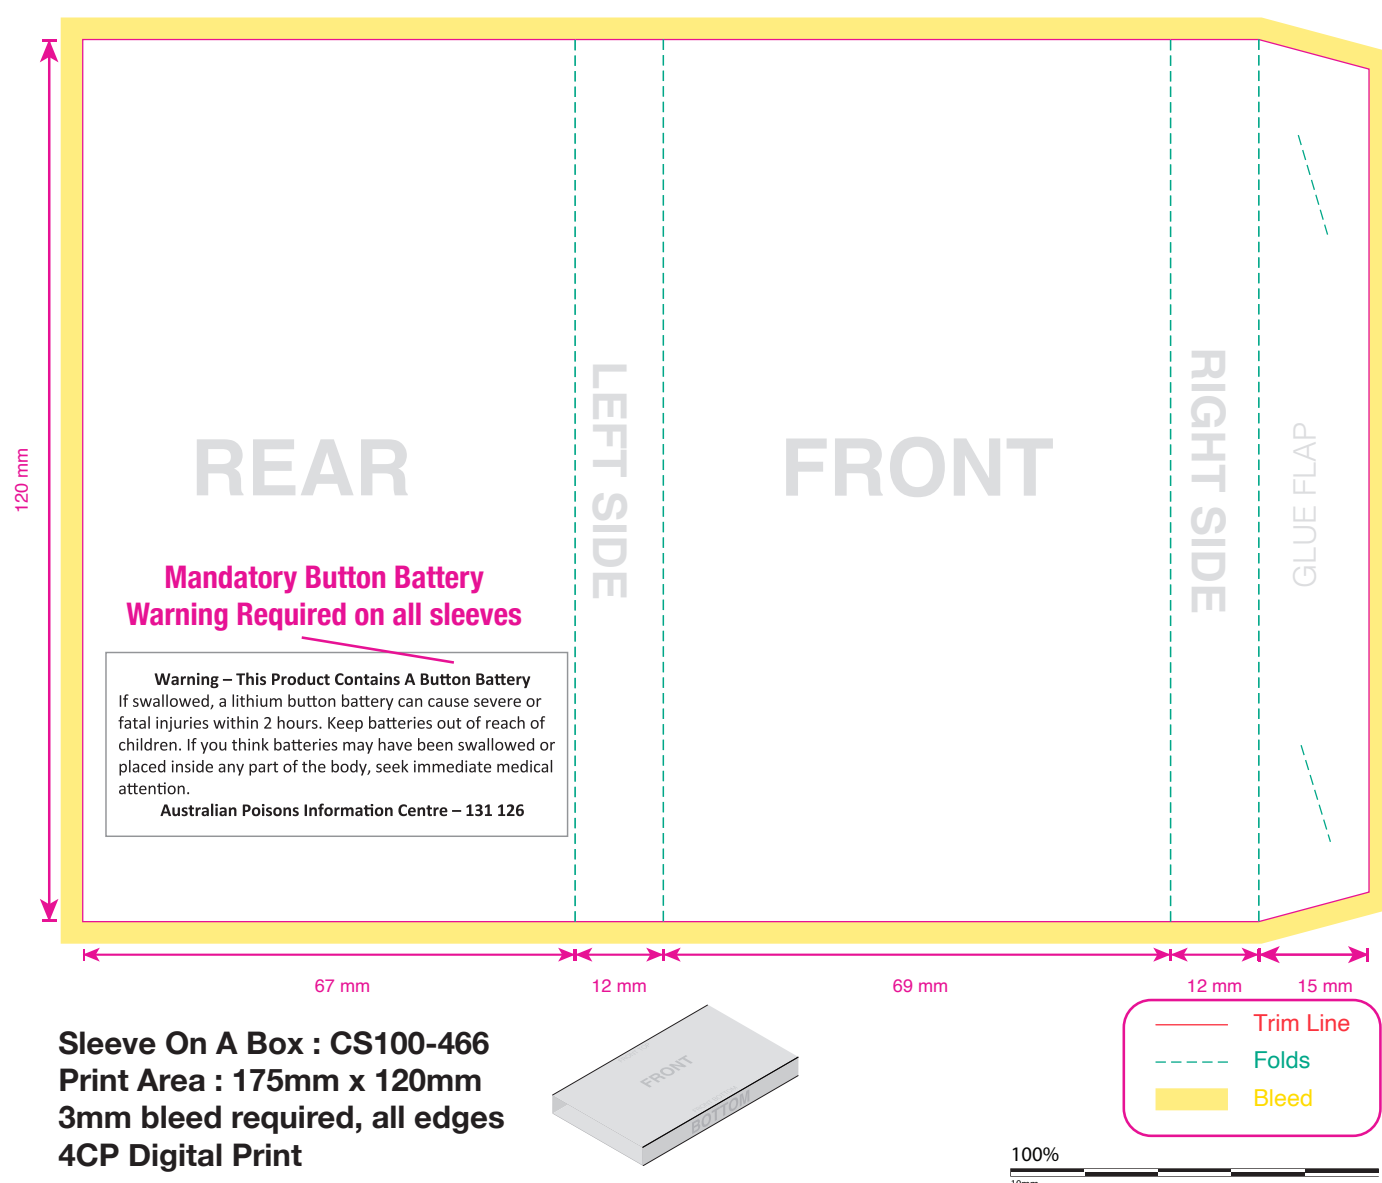 REAR
LEFT SIDE
FRONT
RIGHT SIDE
GLUE FLAP
120 mm
Mandatory Button Battery
Warning Required on all sleeves
Warning – This Product Contains A Button Battery
If swallowed, a lithium button battery can cause severe or
fatal injuries within 2 hours. Keep batteries out of reach of
children. If you think batteries may have been swallowed or
placed inside any part of the body, seek immediate medical
attention.
Australian Poisons Information Centre – 131 126
67 mm
12 mm
69 mm
12 mm
15 mm
Sleeve On A Box : CS100-466
Print Area : 175mm x 120mm
3mm bleed required, all edges
4CP Digital Print
FRONT
BOTTOM
Trim Line
Folds
Bleed
100%
10mm